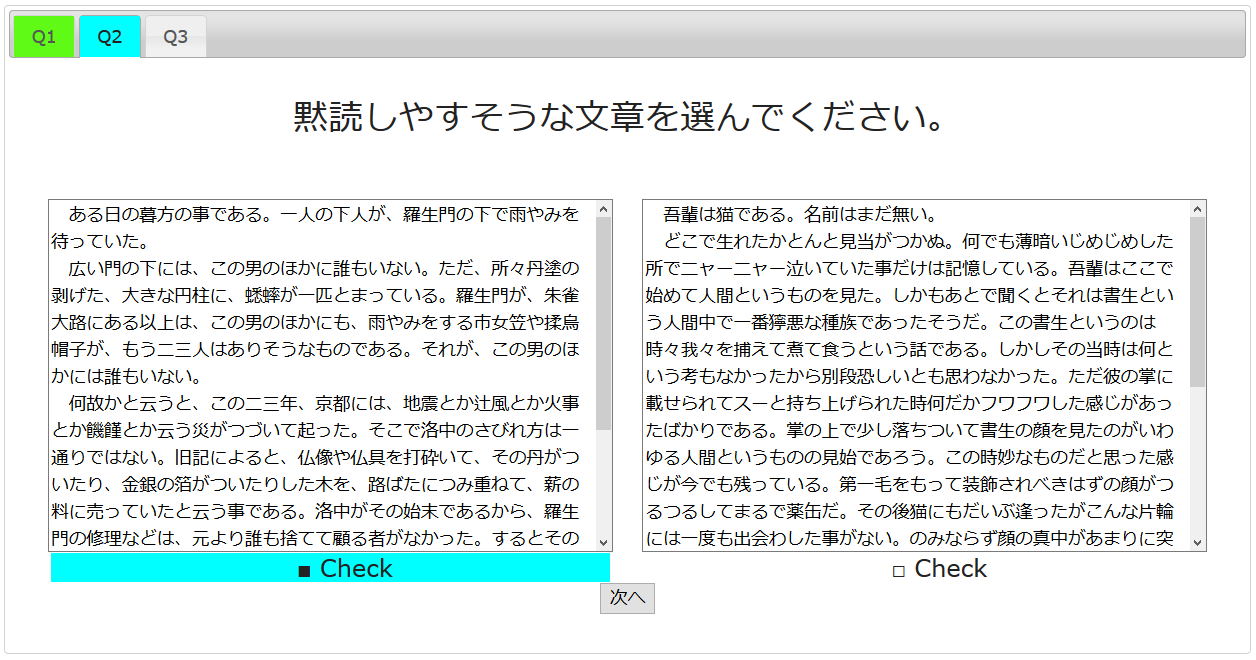 Q1 Q2 Q3
黙読しやすそうな文章を選んでください。
　ある日の暮方の事である。一人の下人が、羅生門の下で雨やみを
待っていた。
　広い門の下には、この男のほかに誰もいない。ただ、所々丹塗の
剥げた、大きな円柱に、蟋蟀が一匹とまっている。羅生門が、朱雀
大路にある以上は、この男のほかにも、雨やみをする市女笠や揉烏
帽子が、もう二三人はありそうなものである。それが、この男のほ
かには誰もいない。
　何故かと云うと、この二三年、京都には、地震とか辻風とか火事
とか饑饉とか云う災がつづいて起った。そこで洛中のさびれ方は一
通りではない。旧記によると、仏像や仏具を打砕いて、その丹がつ
いたり、金銀の箔がついたりした木を、路ばたにつみ重ねて、薪の
料に売っていたと云う事である。洛中がその始末であるから、羅生
門の修理などは、元より誰も捨てて顧る者がなかった。するとその
■ Check
　吾輩は猫である。名前はまだ無い。
　どこで生れたかとんと見当がつかぬ。何でも薄暗いじめじめした
所でニャーニャー泣いていた事だけは記憶している。吾輩はここで
始めて人間というものを見た。しかもあとで聞くとそれは書生とい
う人間中で一番獰悪な種族であったそうだ。この書生というのは
時々我々を捕えて煮て食うという話である。しかしその当時は何と
いう考もなかったから別段恐しいとも思わなかった。ただ彼の掌に
載せられてスーと持ち上げられた時何だかフワフワした感じがあっ
たばかりである。掌の上で少し落ちついて書生の顔を見たのがいわ
ゆる人間というものの見始であろう。この時妙なものだと思った感
じが今でも残っている。第一毛をもって装飾されべきはずの顔がつ
るつるしてまるで薬缶だ。その後猫にもだいぶ逢ったがこんな片輪
には一度も出会わした事がない。のみならず顔の真中があまりに突
□ Check
次へ